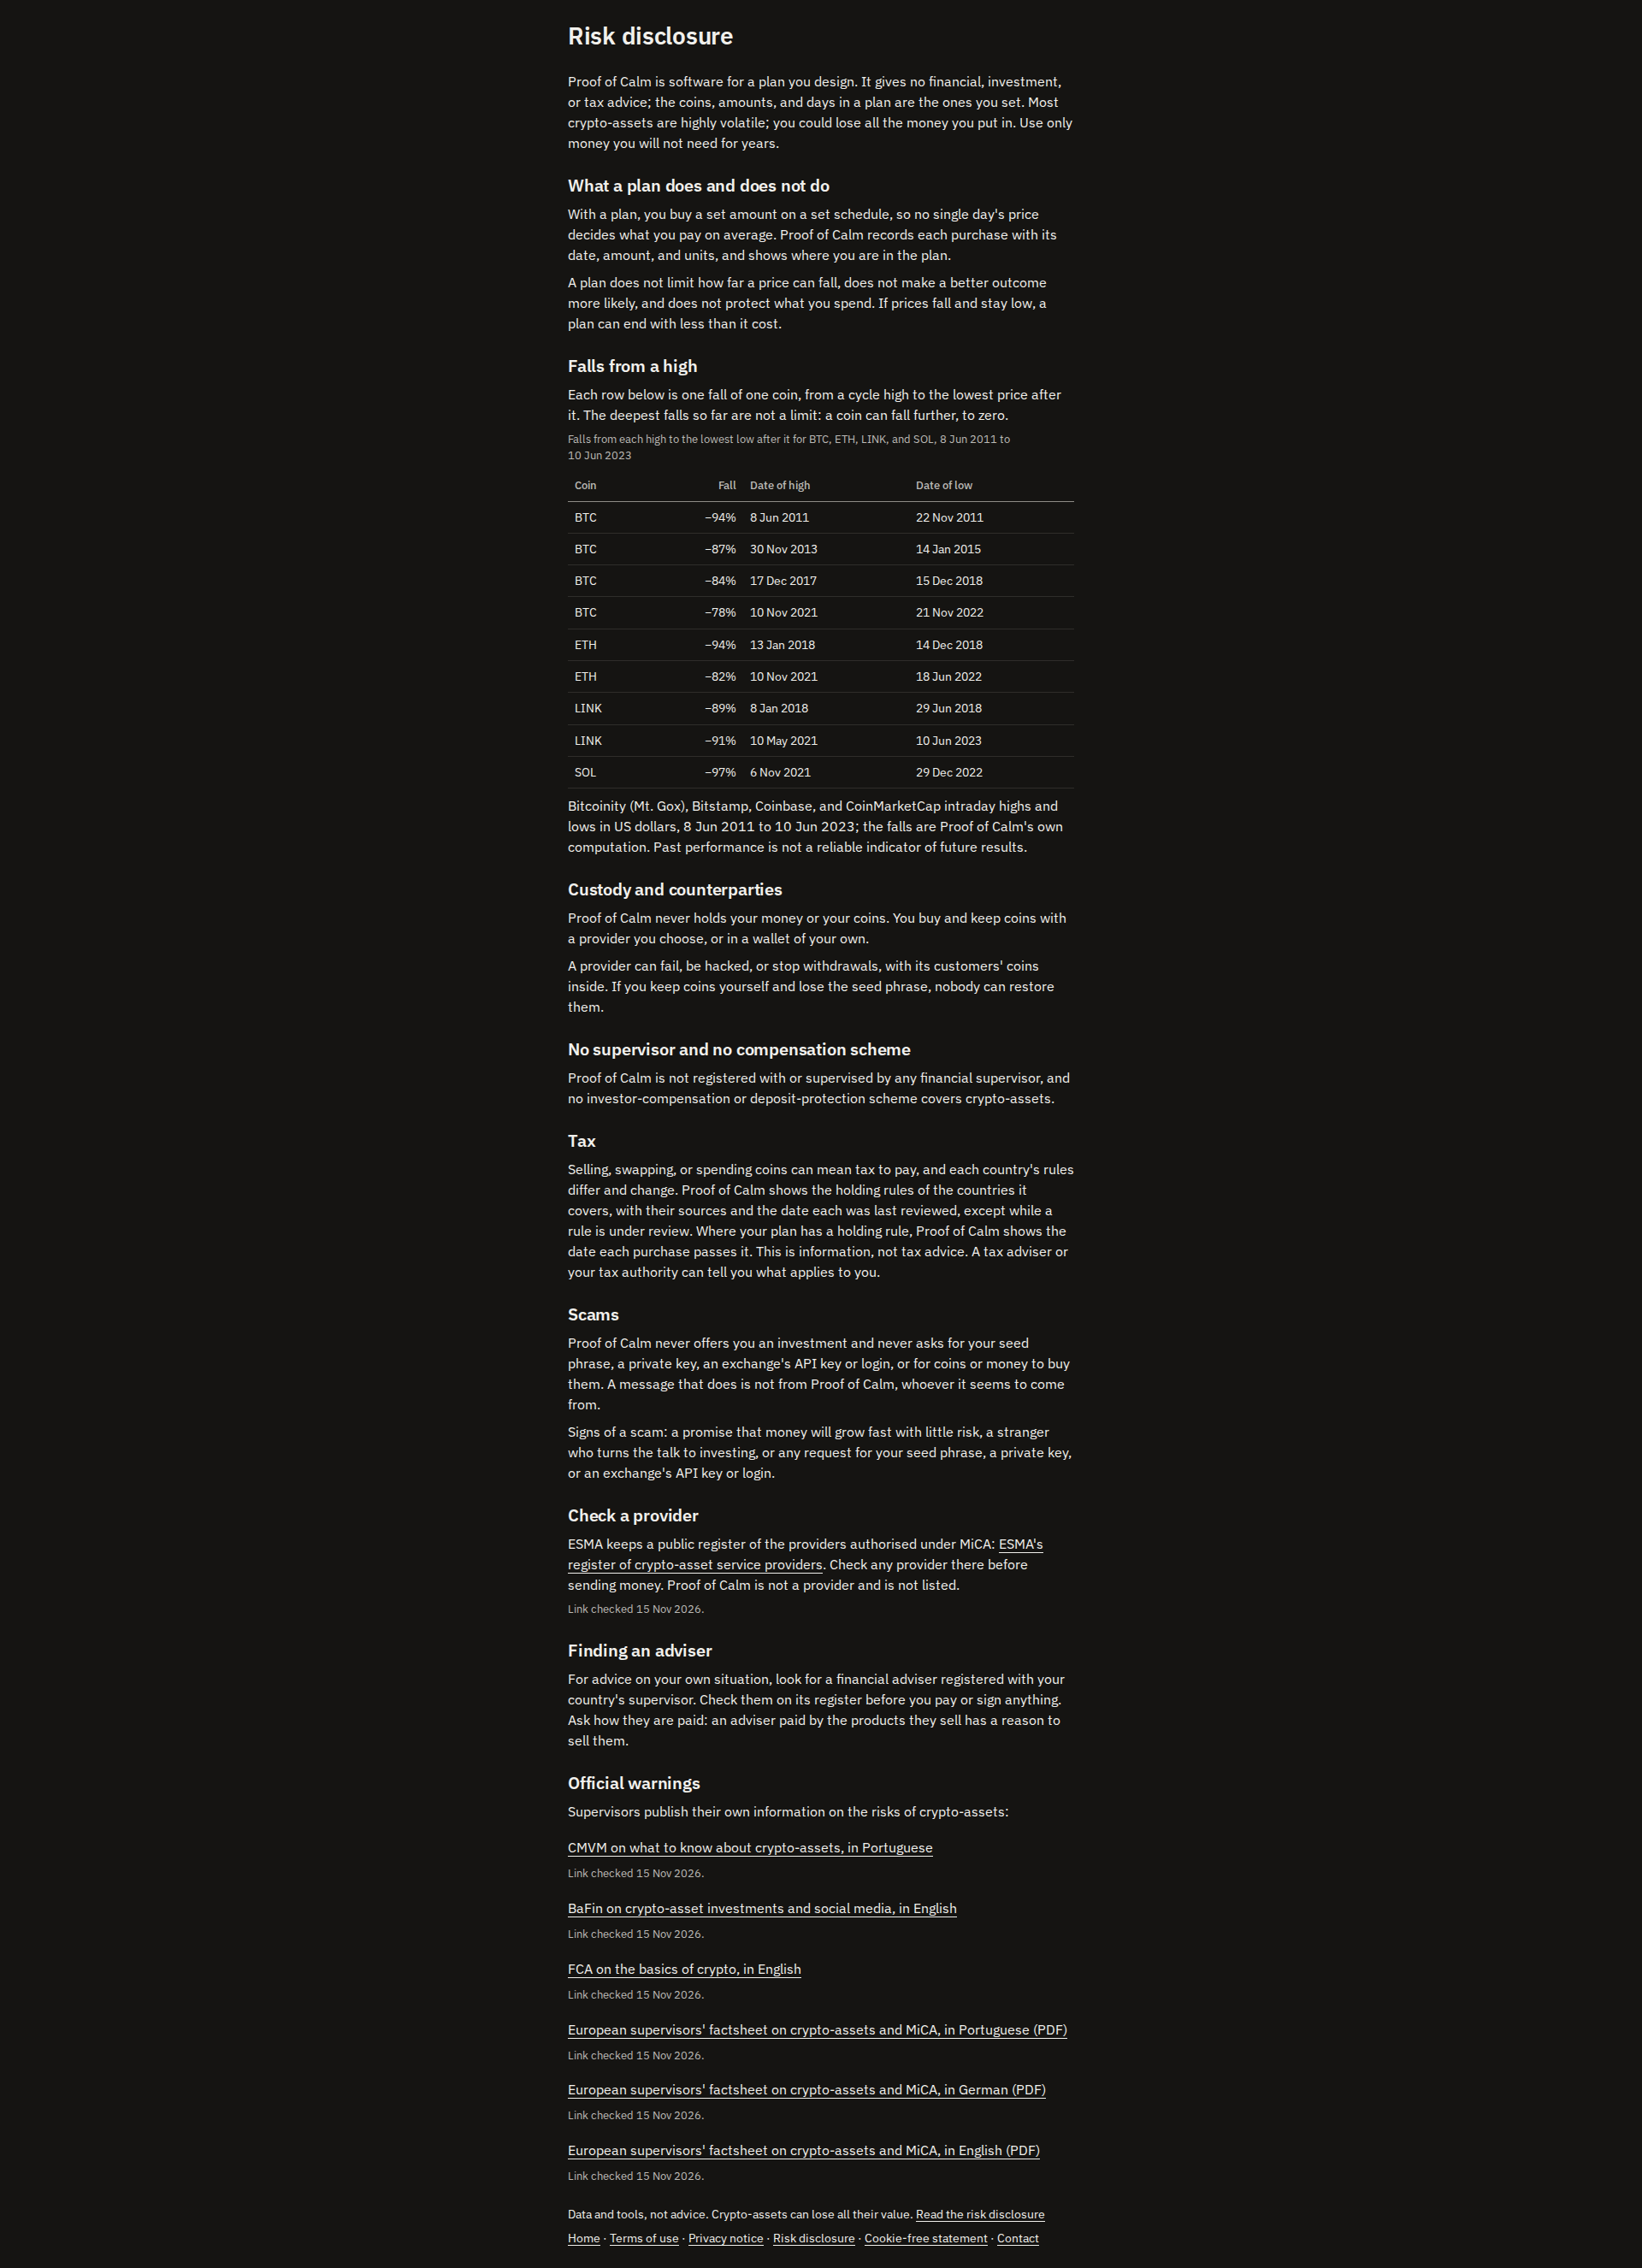 Risk disclosure
Proof of Calm is software for a plan you design. It gives no financial, investment,
or tax advice; the coins, amounts, and days in a plan are the ones you set. Most
crypto-assets are highly volatile; you could lose all the money you put in. Use only
money you will not need for years.
What a plan does and does not do
With a plan, you buy a set amount on a set schedule, so no single day's price
decides what you pay on average. Proof of Calm records each purchase with its
date, amount, and units, and shows where you are in the plan.
A plan does not limit how far a price can fall, does not make a better outcome
more likely, and does not protect what you spend. If prices fall and stay low, a
plan can end with less than it cost.
Falls from a high
Each row below is one fall of one coin, from a cycle high to the lowest price after
it. The deepest falls so far are not a limit: a coin can fall further, to zero.
Falls from each high to the lowest low after it for BTC, ETH, LINK, and SOL, 8 Jun 2011 to
10 Jun 2023
Coin Fall Date of high Date of low
BTC −94% 8 Jun 2011 22 Nov 2011
BTC −87% 30 Nov 2013 14 Jan 2015
BTC −84% 17 Dec 2017 15 Dec 2018
BTC −78% 10 Nov 2021 21 Nov 2022
ETH −94% 13 Jan 2018 14 Dec 2018
ETH −82% 10 Nov 2021 18 Jun 2022
LINK −89% 8 Jan 2018 29 Jun 2018
LINK −91% 10 May 2021 10 Jun 2023
SOL −97% 6 Nov 2021 29 Dec 2022
Bitcoinity (Mt. Gox), Bitstamp, Coinbase, and CoinMarketCap intraday highs and
lows in US dollars, 8 Jun 2011 to 10 Jun 2023; the falls are Proof of Calm's own
computation. Past performance is not a reliable indicator of future results.
Custody and counterparties
Proof of Calm never holds your money or your coins. You buy and keep coins with
a provider you choose, or in a wallet of your own.
A provider can fail, be hacked, or stop withdrawals, with its customers' coins
inside. If you keep coins yourself and lose the seed phrase, nobody can restore
them.
No supervisor and no compensation scheme
Proof of Calm is not registered with or supervised by any financial supervisor, and
no investor-compensation or deposit-protection scheme covers crypto-assets.
Tax
Selling, swapping, or spending coins can mean tax to pay, and each country's rules
differ and change. Proof of Calm shows the holding rules of the countries it
covers, with their sources and the date each was last reviewed, except while a
rule is under review. Where your plan has a holding rule, Proof of Calm shows the
date each purchase passes it. This is information, not tax advice. A tax adviser or
your tax authority can tell you what applies to you.
Scams
Proof of Calm never offers you an investment and never asks for your seed
phrase, a private key, an exchange's API key or login, or for coins or money to buy
them. A message that does is not from Proof of Calm, whoever it seems to come
from.
Signs of a scam: a promise that money will grow fast with little risk, a stranger
who turns the talk to investing, or any request for your seed phrase, a private key,
or an exchange's API key or login.
Check a provider
ESMA keeps a public register of the providers authorised under MiCA: ESMA's
register of crypto-asset service providers. Check any provider there before
sending money. Proof of Calm is not a provider and is not listed.
Link checked 15 Nov 2026.
Finding an adviser
For advice on your own situation, look for a financial adviser registered with your
country's supervisor. Check them on its register before you pay or sign anything.
Ask how they are paid: an adviser paid by the products they sell has a reason to
sell them.
Official warnings
Supervisors publish their own information on the risks of crypto-assets:
CMVM on what to know about crypto-assets, in Portuguese
Link checked 15 Nov 2026.
BaFin on crypto-asset investments and social media, in English
Link checked 15 Nov 2026.
FCA on the basics of crypto, in English
Link checked 15 Nov 2026.
European supervisors' factsheet on crypto-assets and MiCA, in Portuguese (PDF)
Link checked 15 Nov 2026.
European supervisors' factsheet on crypto-assets and MiCA, in German (PDF)
Link checked 15 Nov 2026.
European supervisors' factsheet on crypto-assets and MiCA, in English (PDF)
Link checked 15 Nov 2026.
Data and tools, not advice. Crypto-assets can lose all their value. Read the risk disclosure
Home · Terms of use · Privacy notice · Risk disclosure · Cookie-free statement · Contact